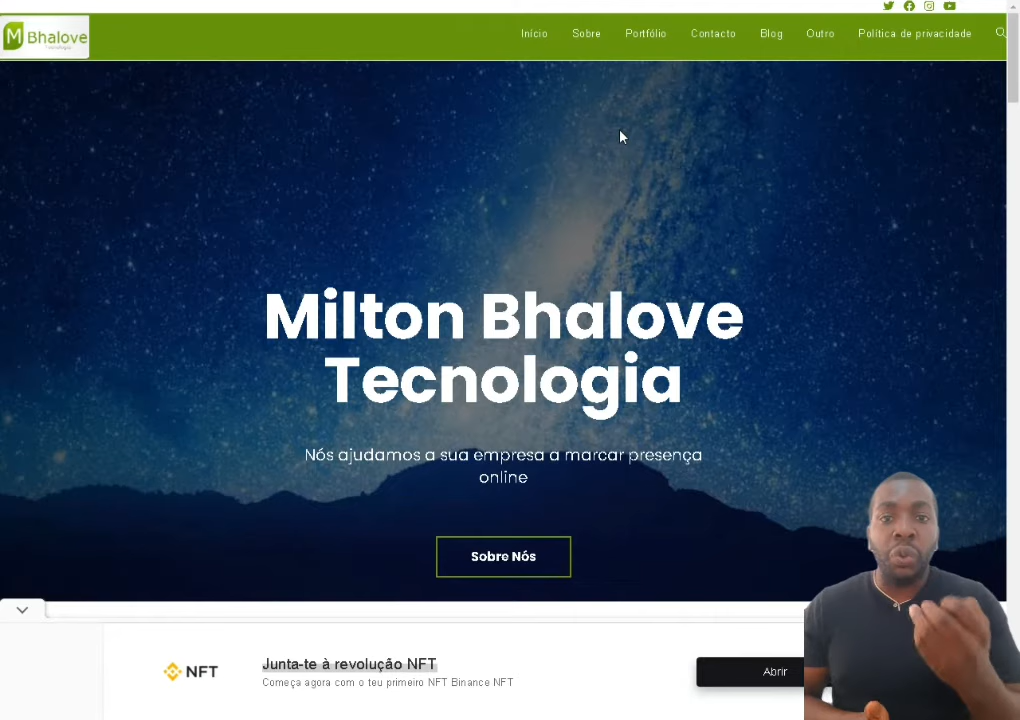 M Bhalove
Tecnologia
Início Sobre Portfólio Contacto Blog Outro Política de privacidade
Milton Bhalove
Tecnologia
Nós ajudamos a sua empresa a marcar presença
online
Sobre Nós
NFT
Junta-te à revolução NFT
Começa agora com o teu primeiro NFT Binance NFT
Abrir